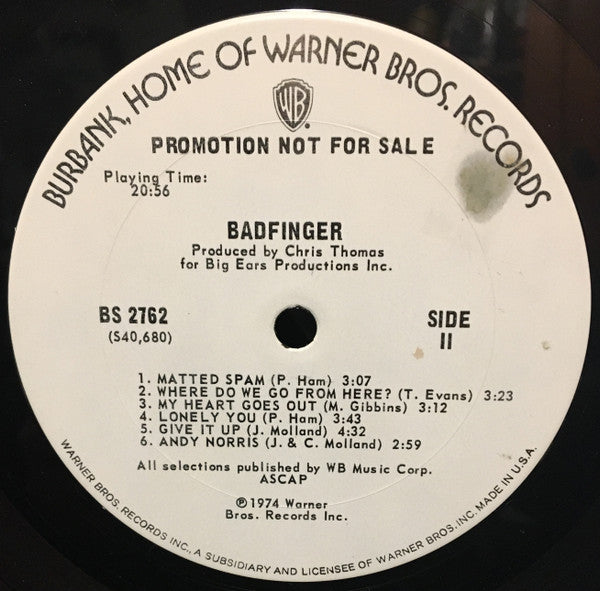 BURBANK, HOME OF WARNER BROS. RECORDS
WB
PROMOTION NOT FOR SALE
Playing Time:
20:56
BADFINGER
Produced by Chris Thomas
for Big Ears Productions Inc.
BS 2762
(S40,680)
SIDE
II
1. MATTED SPAM (P. Ham) 3:07
2. WHERE DO WE GO FROM HERE? (T. Evans) 3:23
3. MY HEART GOES OUT (M. Gibbins) 3:12
4. LONELY YOU (P. Ham) 3:43
5. GIVE IT UP (J. Molland) 4:32
6. ANDY NORRIS (J. & C. Molland) 2:59
All selections published by WB Music Corp.
ASCAP
℗1974 Warner
Bros. Records Inc.
WARNER BROS. RECORDS INC., A SUBSIDIARY AND LICENSEE OF WARNER BROS., INC. MADE IN U.S.A.